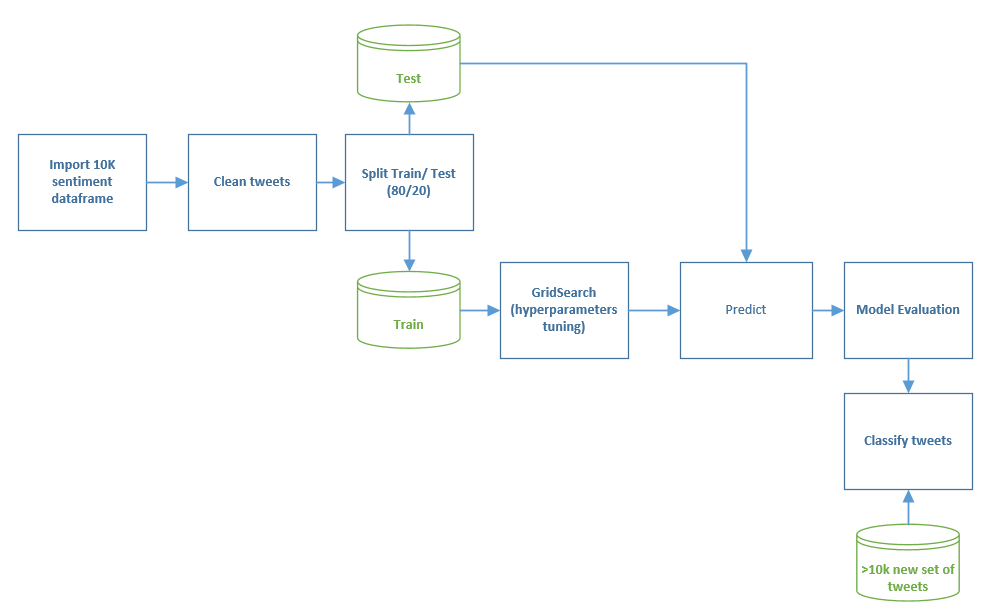 Test
Import 10K
sentiment
dataframe
Clean tweets
Split Train/ Test
(80/20)
Train
GridSearch
(hyperparameters
tuning)
Predict
Model Evaluation
Classify tweets
>10k new set of
tweets